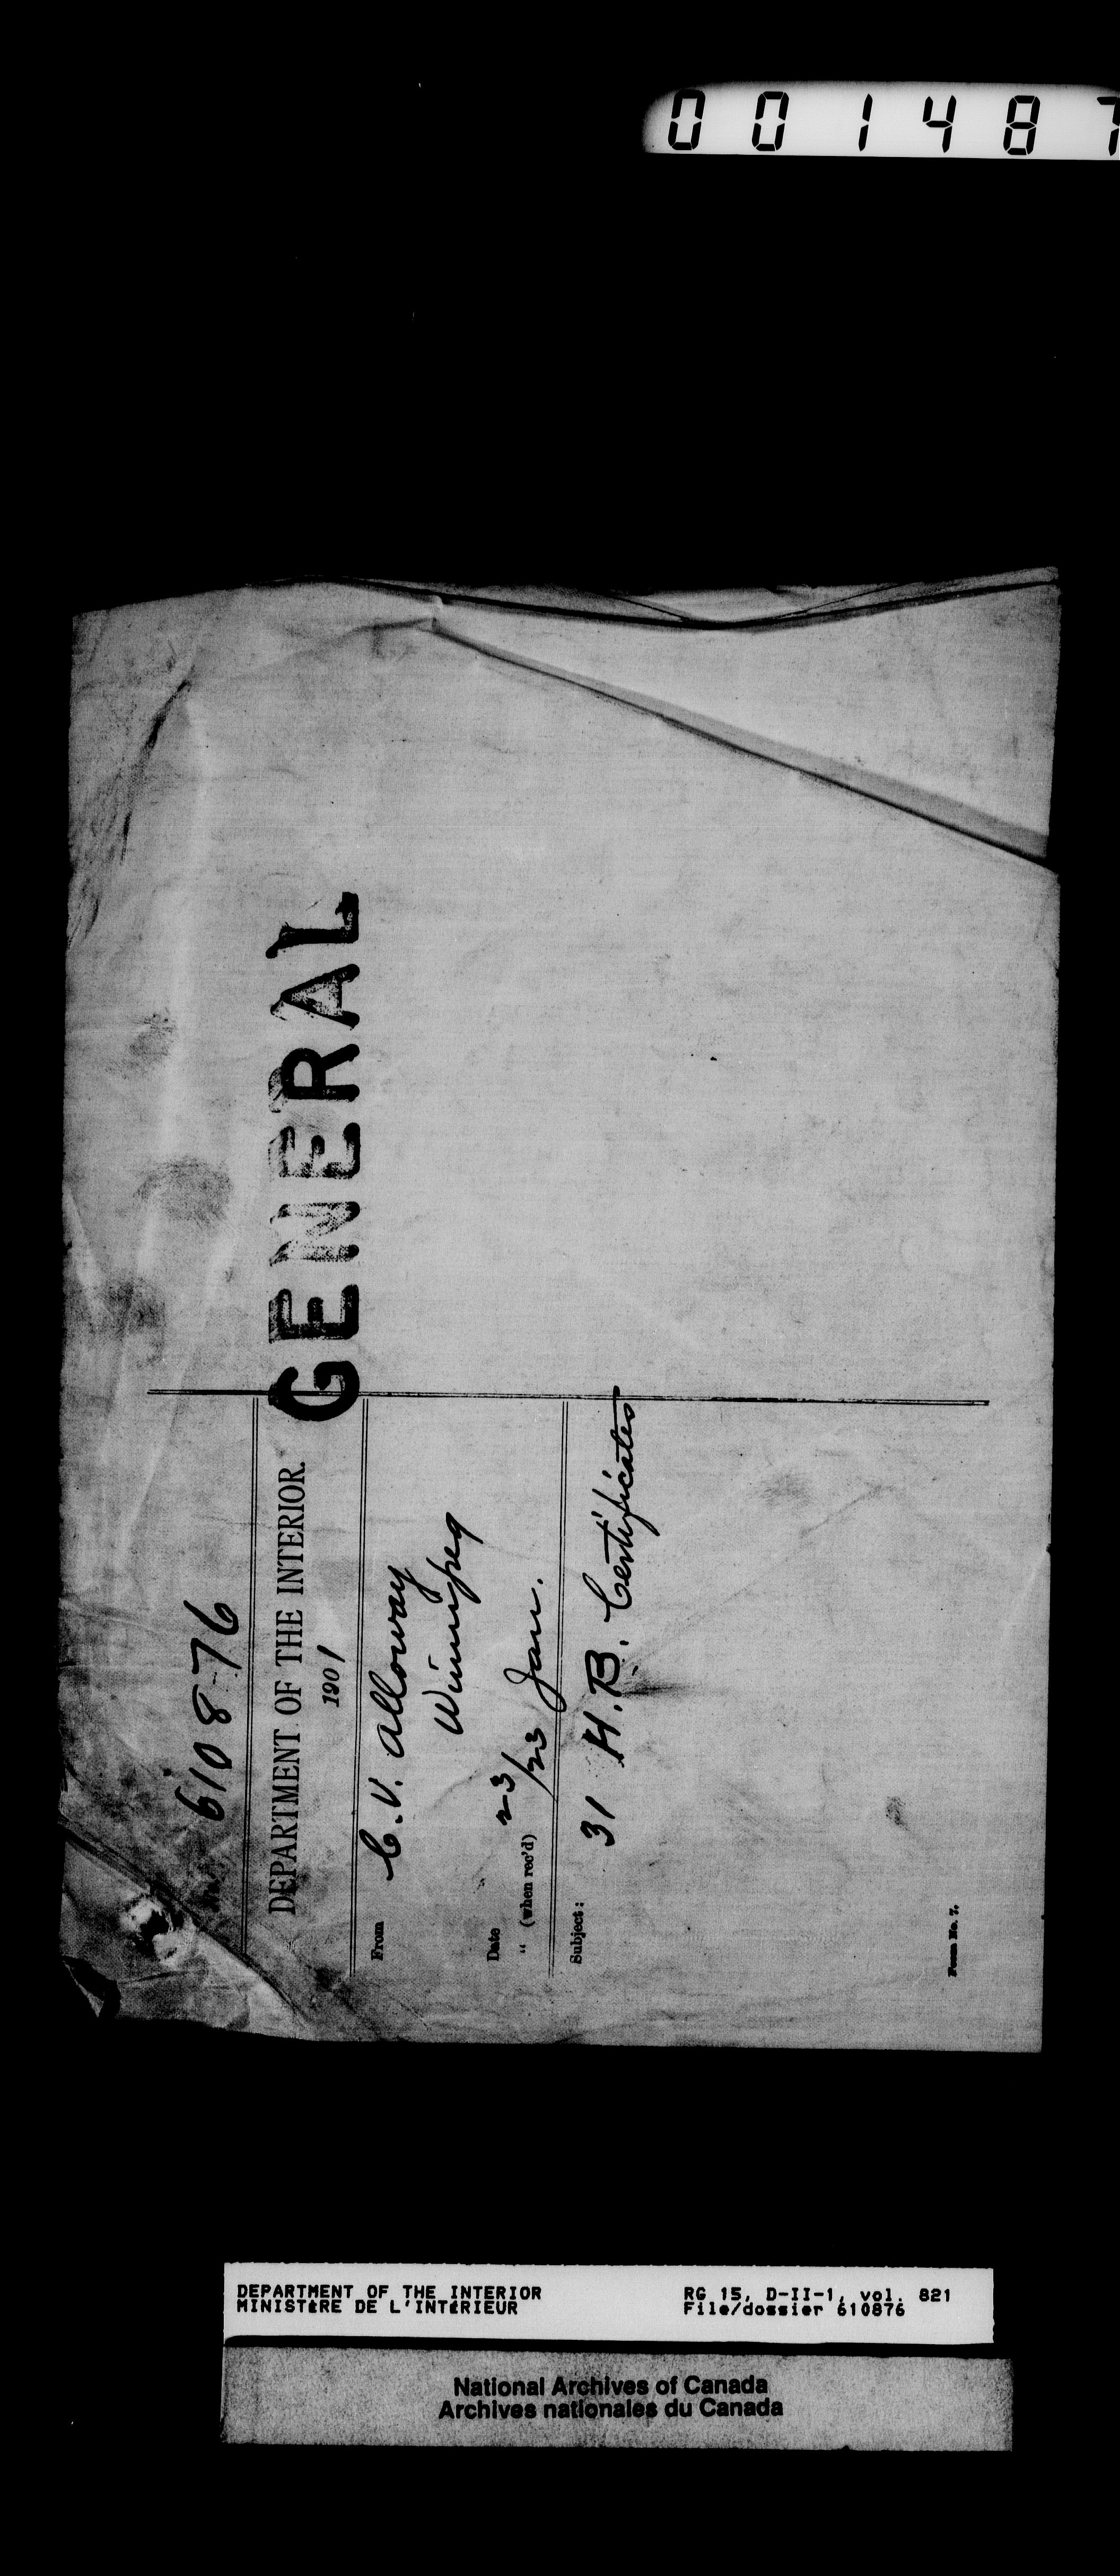 001487
610876
DEPARTMENT OF THE INTERIOR.
GENERAL
1901
From C.V. Alloway
Winnipeg
Date 23
" (when rec'd) /23 Jan.
Subject:
31 H.B. Certificates
Form No. 7.
DEPARTMENT OF THE INTERIOR RG 15, D-II-1, vol. 821
MINISTÈRE DE L'INTÉRIEUR File/dossier 610876
National Archives of Canada
Archives nationales du Canada